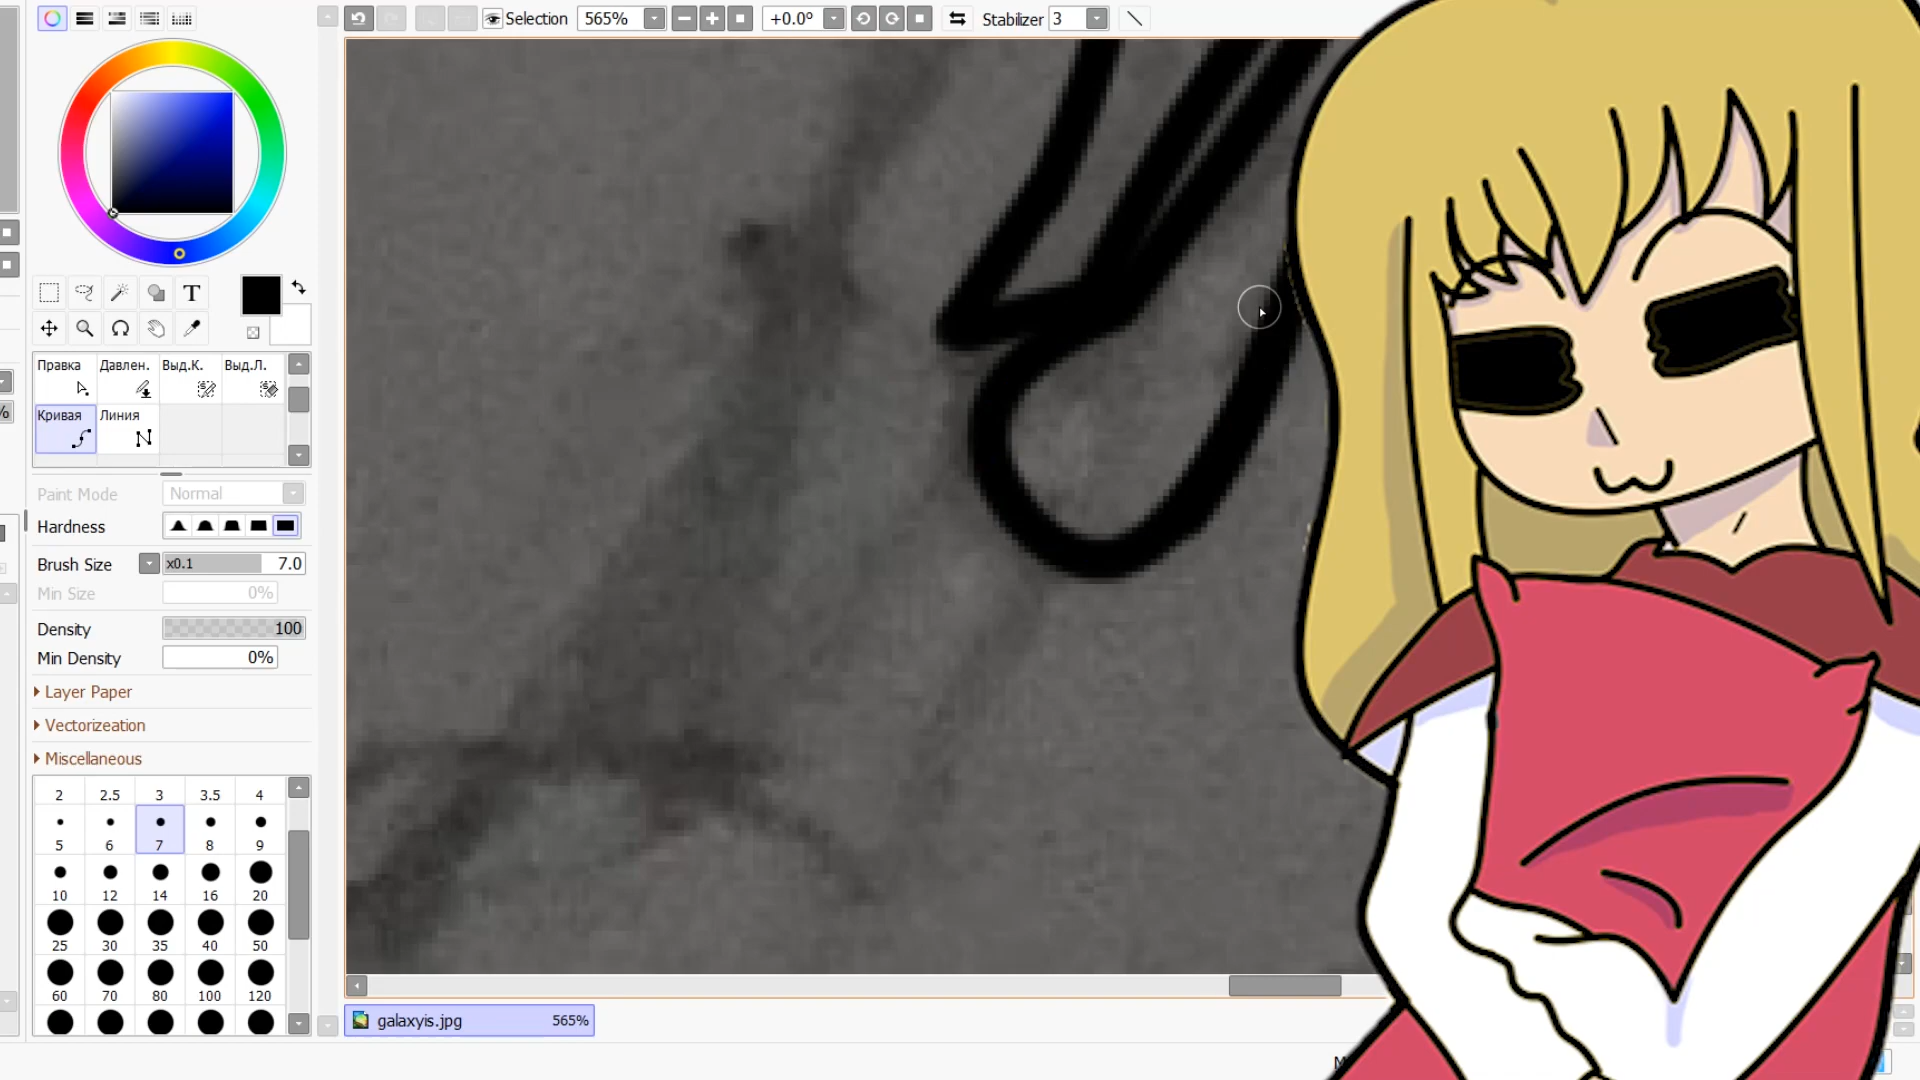 Selection 565% +0.0º Stabilizer 3
T
Правка Давлен. Выд.К. Выд.Л.
Кривая Линия
Paint Mode Normal
Hardness
Brush Size x0.1 7.0
Min Size 0%
Density 100
Min Density 0%
Layer Paper
Vectorizeation
Miscellaneous
2 2.5 3 3.5 4
5 6 7 8 9
10 12 14 16 20
25 30 35 40 50
60 70 80 100 120
%
galaxyis.jpg 565%
M